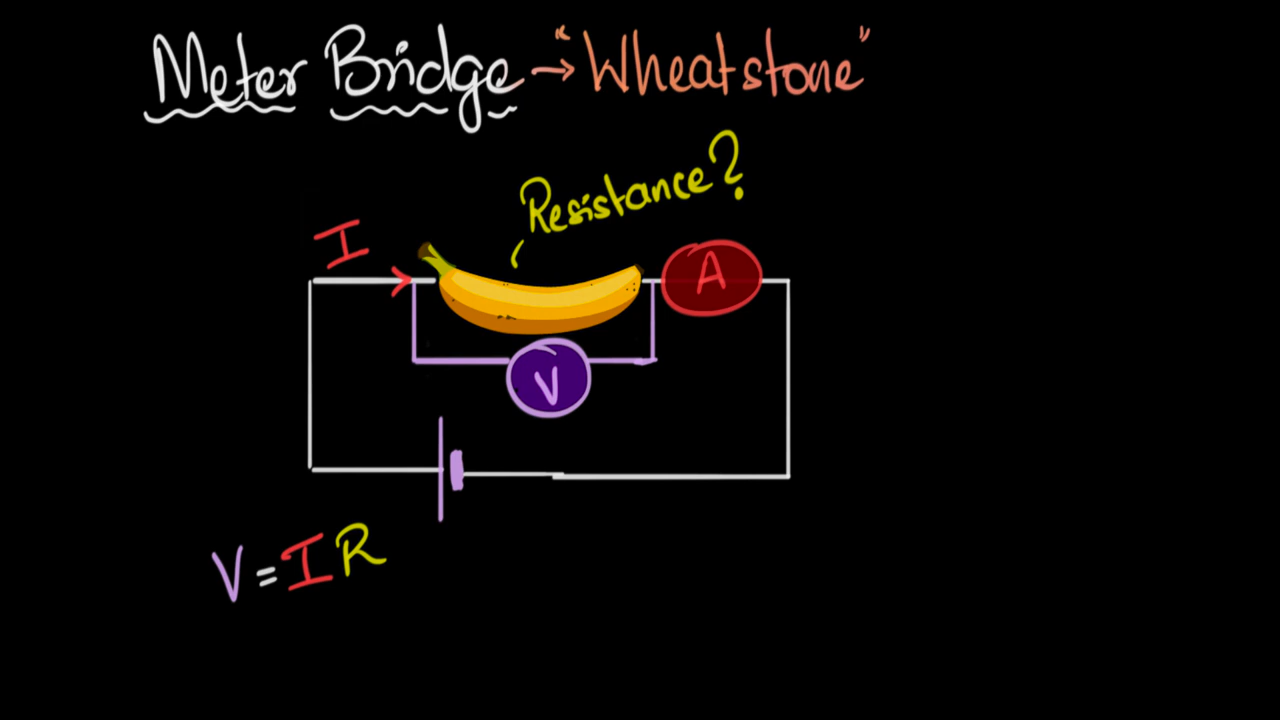 Meter Bridge → "Wheatstone"
Resistance?
I
A
V
V = IR